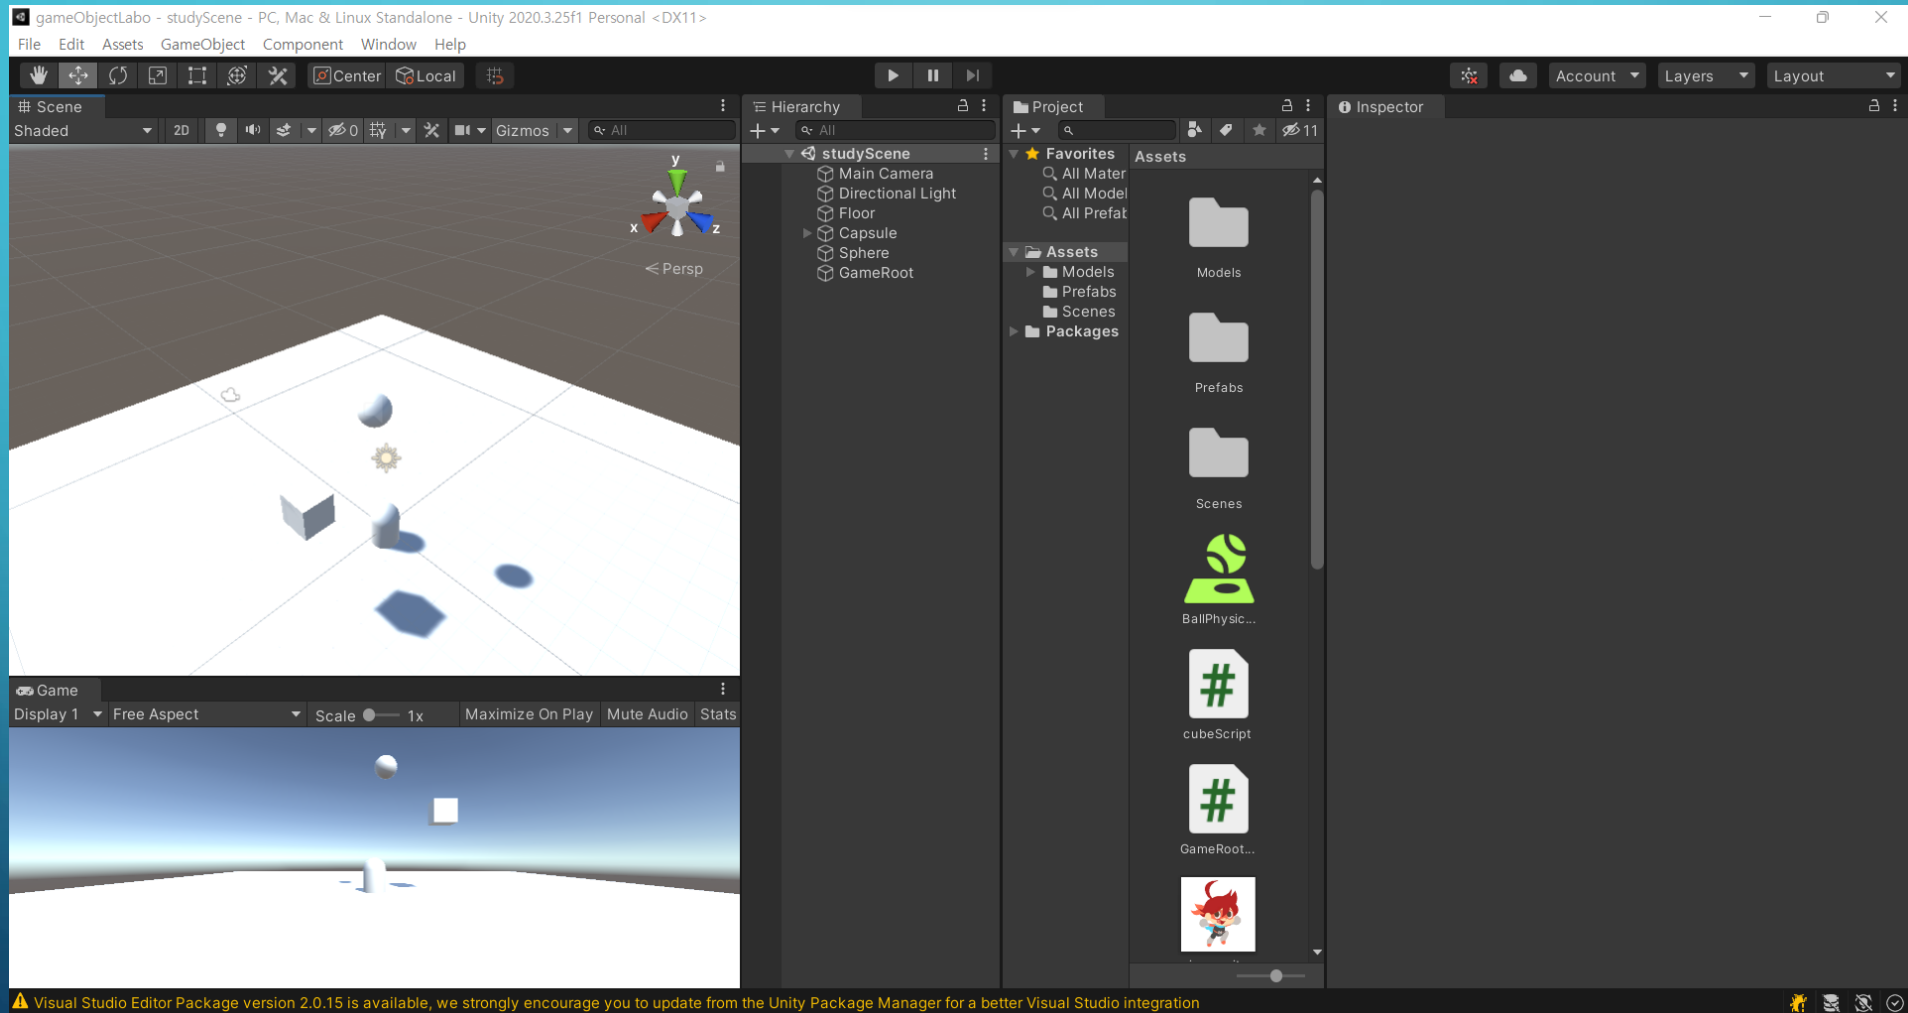 gameObjectLabo - studyScene - PC, Mac & Linux Standalone - Unity 2020.3.25f1 Personal <DX11>
File Edit Assets GameObject Component Window Help
Center Local Account Layers Layout
Scene
Shaded 2D 0 Gizmos All
y
x z
Persp
Hierarchy
All
studyScene
Main Camera
Directional Light
Floor
Capsule
Sphere
GameRoot
Project
11
Favorites
All Mater
All Model
All Prefab
Assets
Models
Prefabs
Scenes
Packages
Assets
Models
Prefabs
Scenes
BallPhysic...
cubeScript
GameRoot...
Inspector
Game
Display 1 Free Aspect Scale 1x Maximize On Play Mute Audio Stats
Visual Studio Editor Package version 2.0.15 is available, we strongly encourage you to update from the Unity Package Manager for a better Visual Studio integration